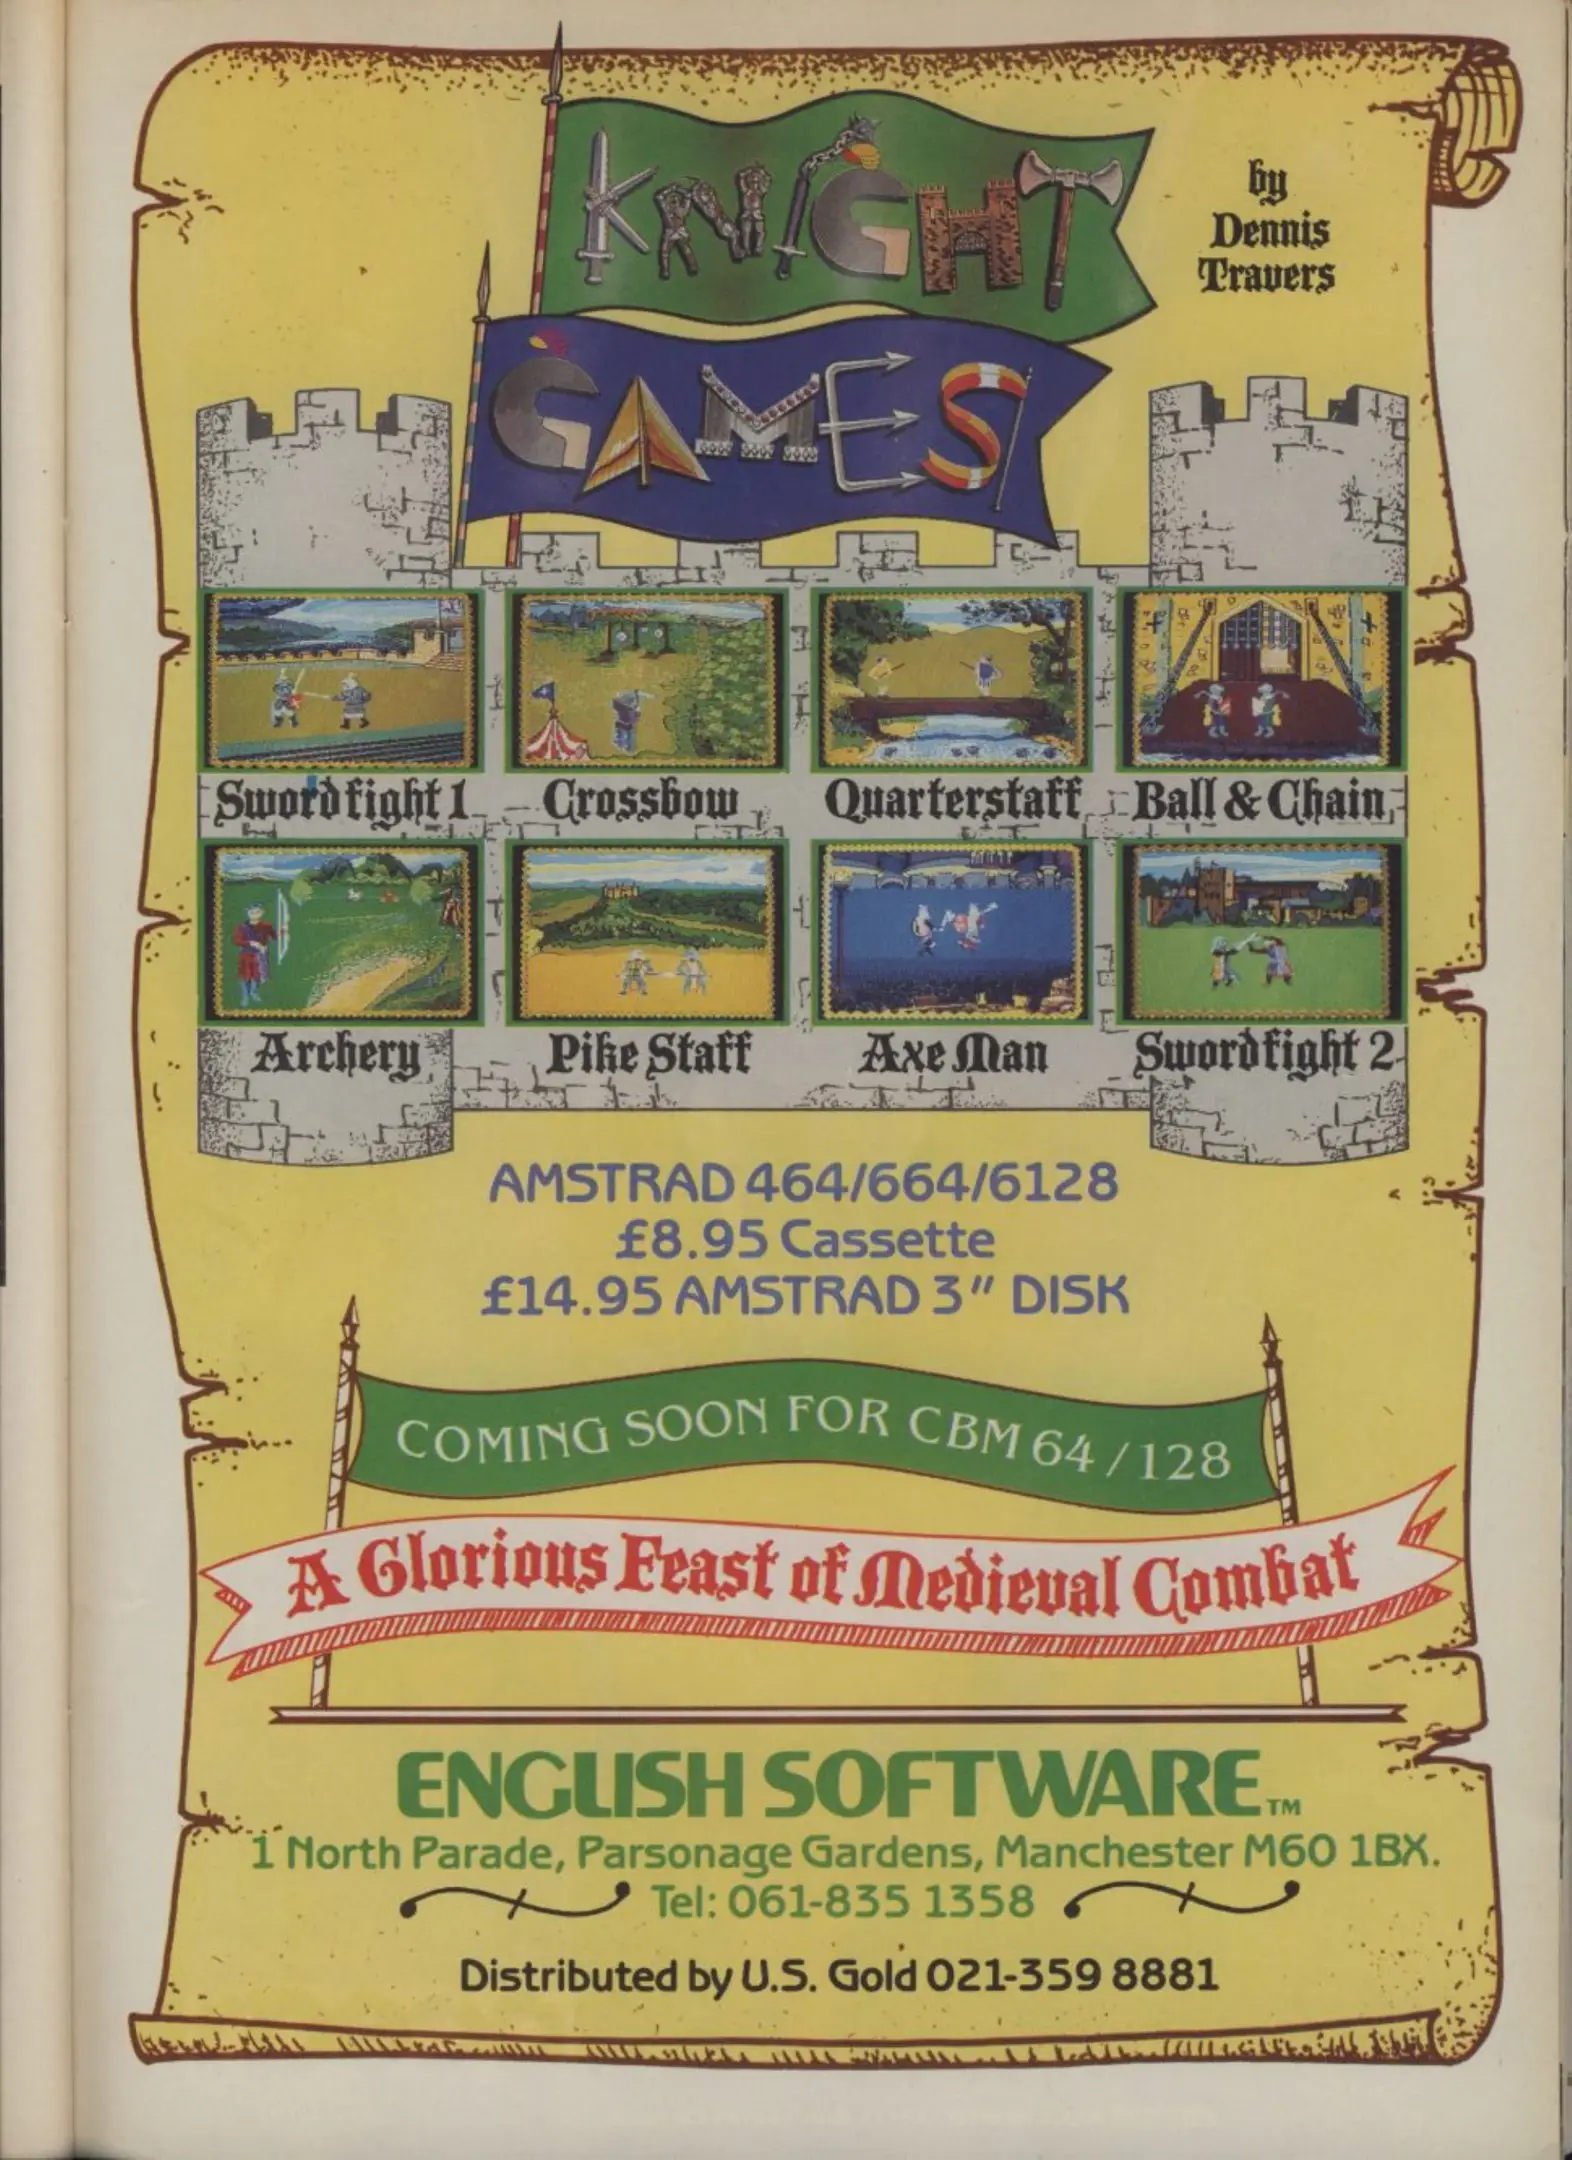 KNIGHT
GAMES
by
Dennis
Travers
Swordfight 1
Crossbow
Quarterstaff
Ball & Chain
Archery
Pike Staff
Axe Man
Swordfight 2
AMSTRAD 464/664/6128
£8.95 Cassette
£14.95 AMSTRAD 3" DISK
COMING SOON FOR CBM 64/128
A Glorious Feast of Medieval Combat
ENGLISH SOFTWARE TM
1 North Parade, Parsonage Gardens, Manchester M60 1BX.
Tel: 061-835 1358
Distributed by U.S. Gold 021-359 8881